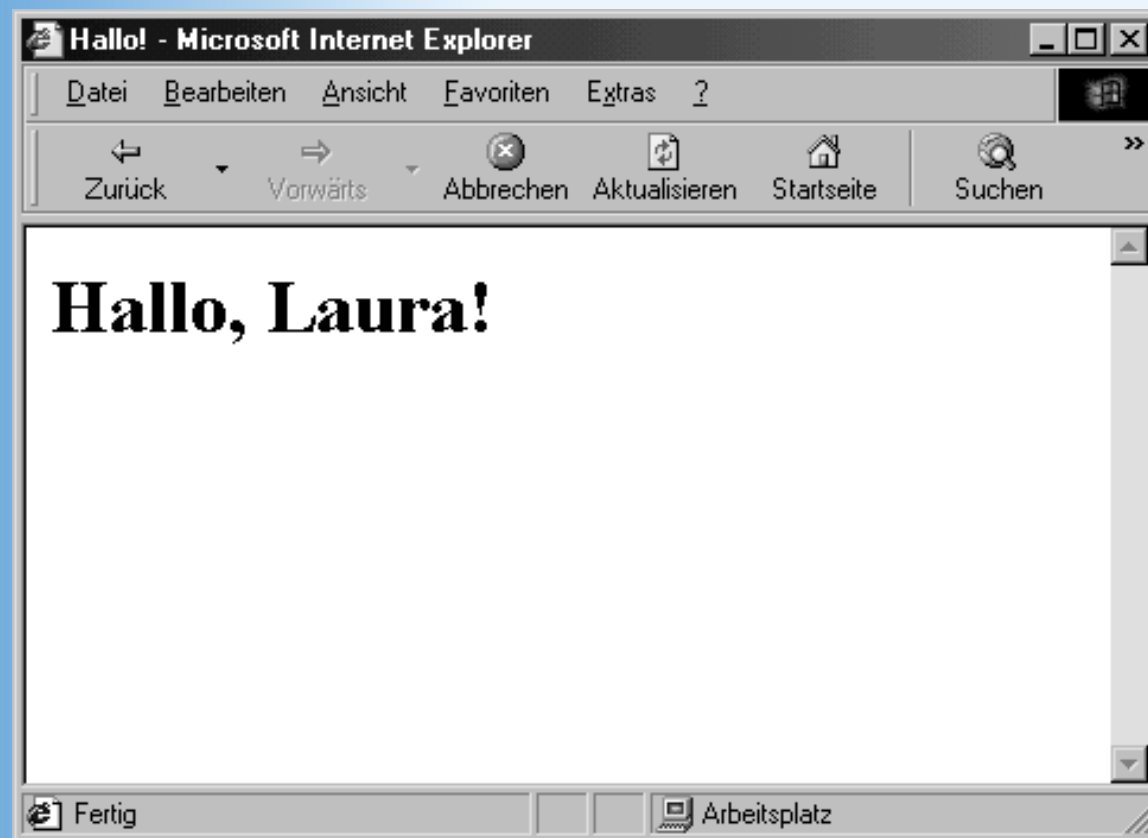 Hallo! - Microsoft Internet Explorer
Datei Bearbeiten Ansicht Favoriten Extras ?
Zurück Vorwärts Abbrechen Aktualisieren Startseite Suchen »
Hallo, Laura!
Fertig Arbeitsplatz